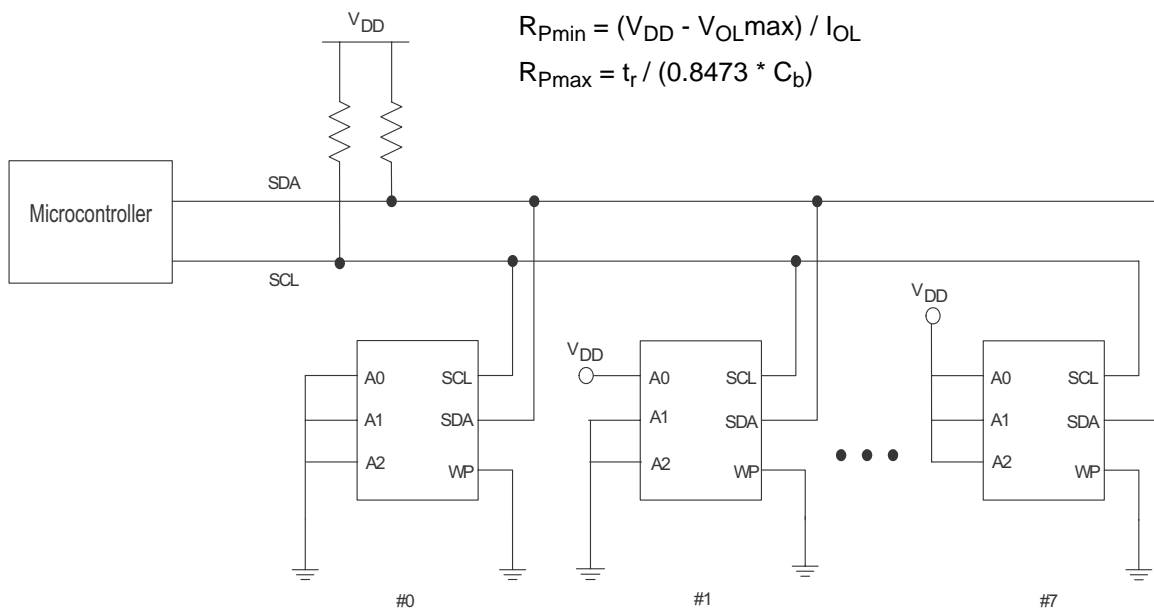 V_DD
R_Pmin = (V_DD - V_OLmax) / I_OL
R_Pmax = t_r / (0.8473 * C_b)
Microcontroller
SDA
SCL
A0 SCL
A1 SDA
A2 WP
#0
V_DD
A0 SCL
A1 SDA
A2 WP
#1
V_DD
A0 SCL
A1 SDA
A2 WP
#7